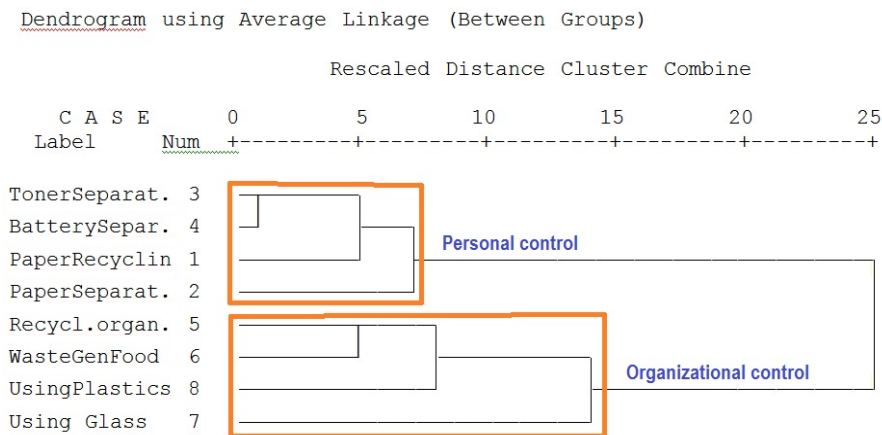 Dendrogram using Average Linkage (Between Groups)
Rescaled Distance Cluster Combine
C A S E 0 5 10 15 20 25
Label Num +---------+---------+---------+---------+---------+
TonerSeparat. 3
BatterySepar. 4
Personal control
PaperRecyclin 1
PaperSeparat. 2
Recycl.organ. 5
WasteGenFood 6
Organizational control
UsingPlastics 8
Using Glass 7